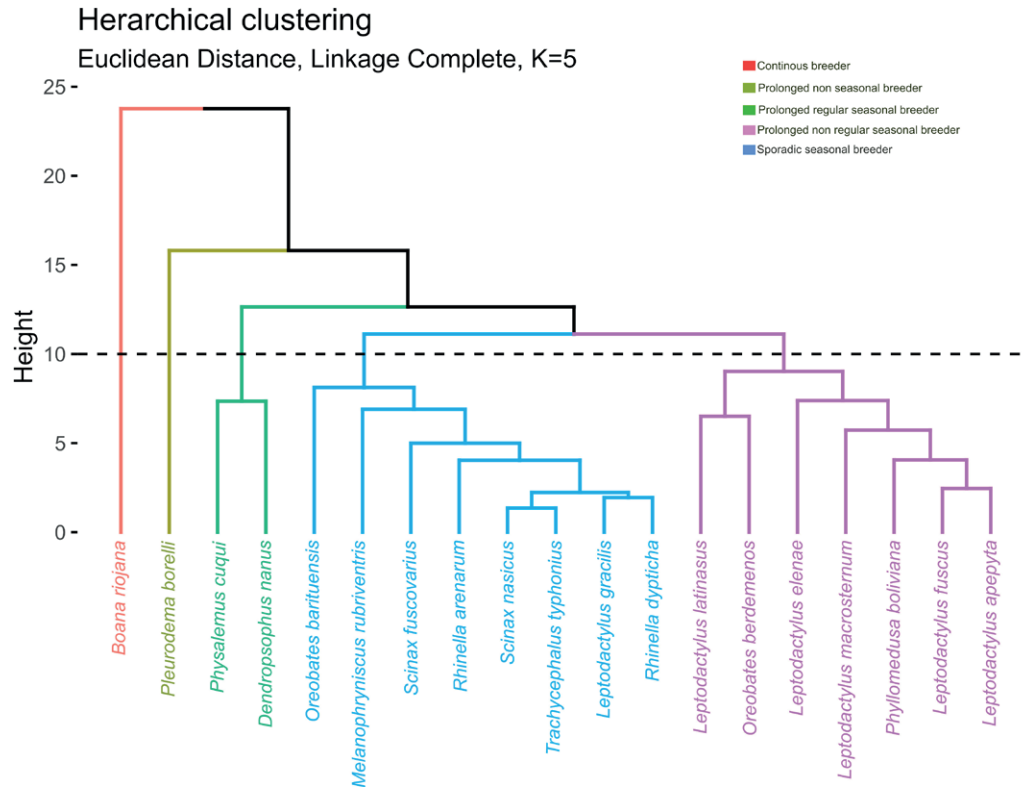 Herarchical clustering
Euclidean Distance, Linkage Complete, K=5
Continous breeder
Prolonged non seasonal breeder
Prolonged regular seasonal breeder
Prolonged non regular seasonal breeder
Sporadic seasonal breeder
25
20
15
10
5
0
Height
Boana riojana
Pleurodema borelli
Physalemus cuqui
Dendropsophus nanus
Oreobates barituensis
Melanophryniscus rubriventris
Scinax fuscovarius
Rhinella arenarum
Scinax nasicus
Trachycephalus typhonius
Leptodactylus gracilis
Rhinella dypticha
Leptodactylus latinasus
Oreobates berdemenos
Leptodactylus elenae
Leptodactylus macrosternum
Phyllomedusa boliviana
Leptodactylus fuscus
Leptodactylus apepyta